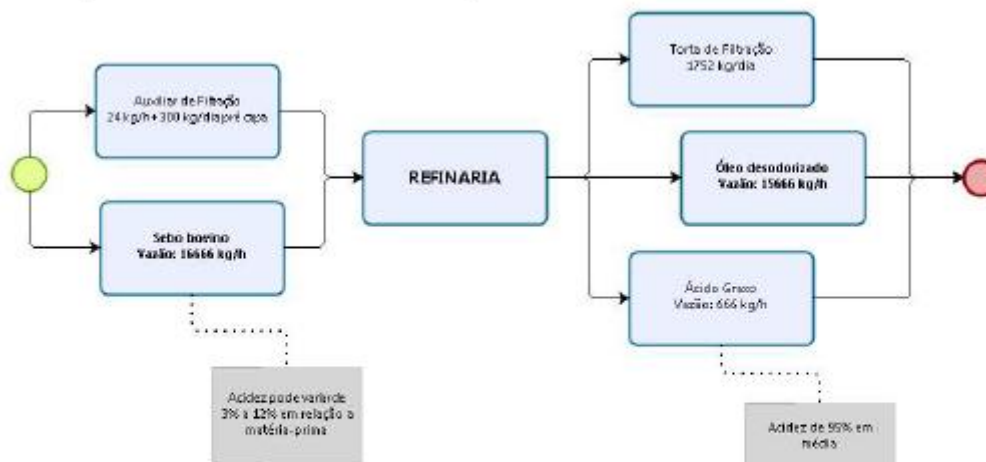 Auxiliar de Filtração
24 kg/h+300 kg/dia pré capa
Sebo bovino
Vazão: 16666 kg/h
Acidez pode variar de
3% a 12% em relação a
matéria-prima
REFINARIA
Torta de Filtração
1752 kg/dia
Óleo desodorizado
Vazão: 15666 kg/h
Ácido Graxo
Vazão: 666 kg/h
Acidez de 95% em
média